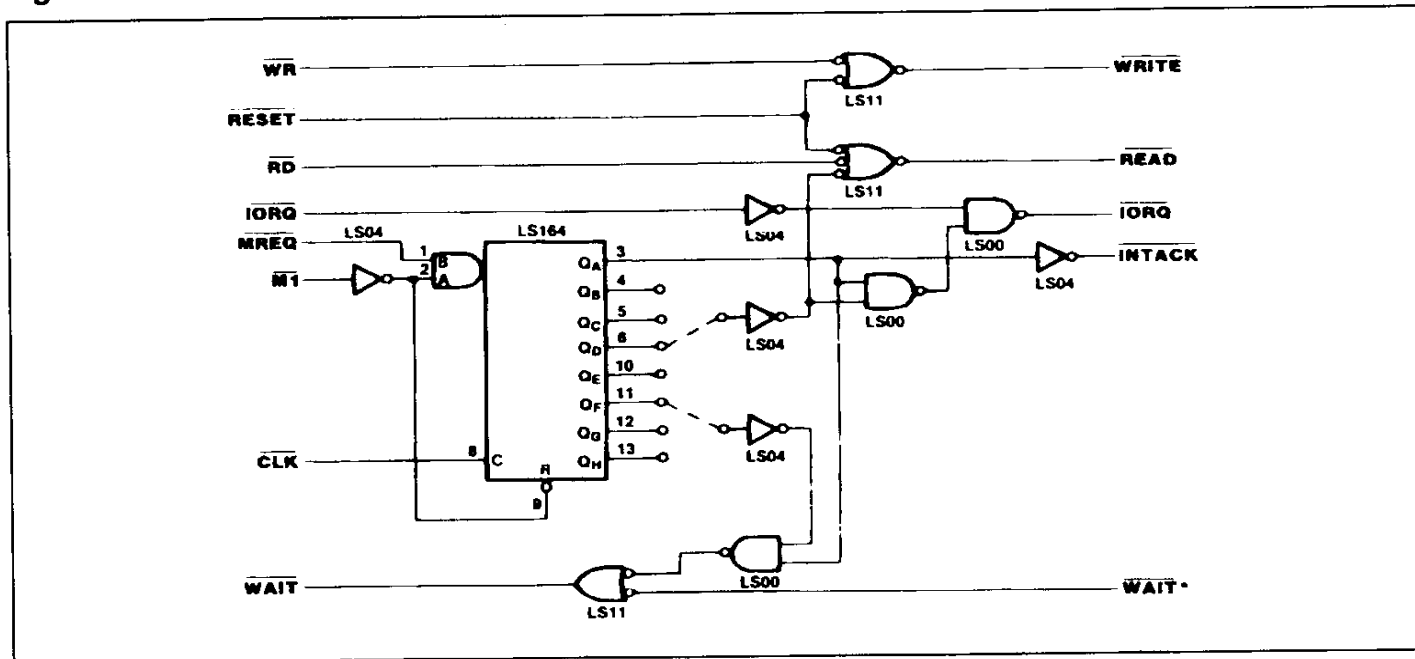 WR
WRITE
LS11
RESET
RD
READ
LS11
IORQ
LS04
IORQ
LS00
MREQ
LS04
LS164
1
B
2
A
M1
QA
3
INTACK
LS04
QB
4
LS00
QC
5
QD
6
LS04
QE
10
QF
11
QG
12
LS04
CLK
8
C
QH
13
R
9
WAIT
LS11
LS00
WAIT*